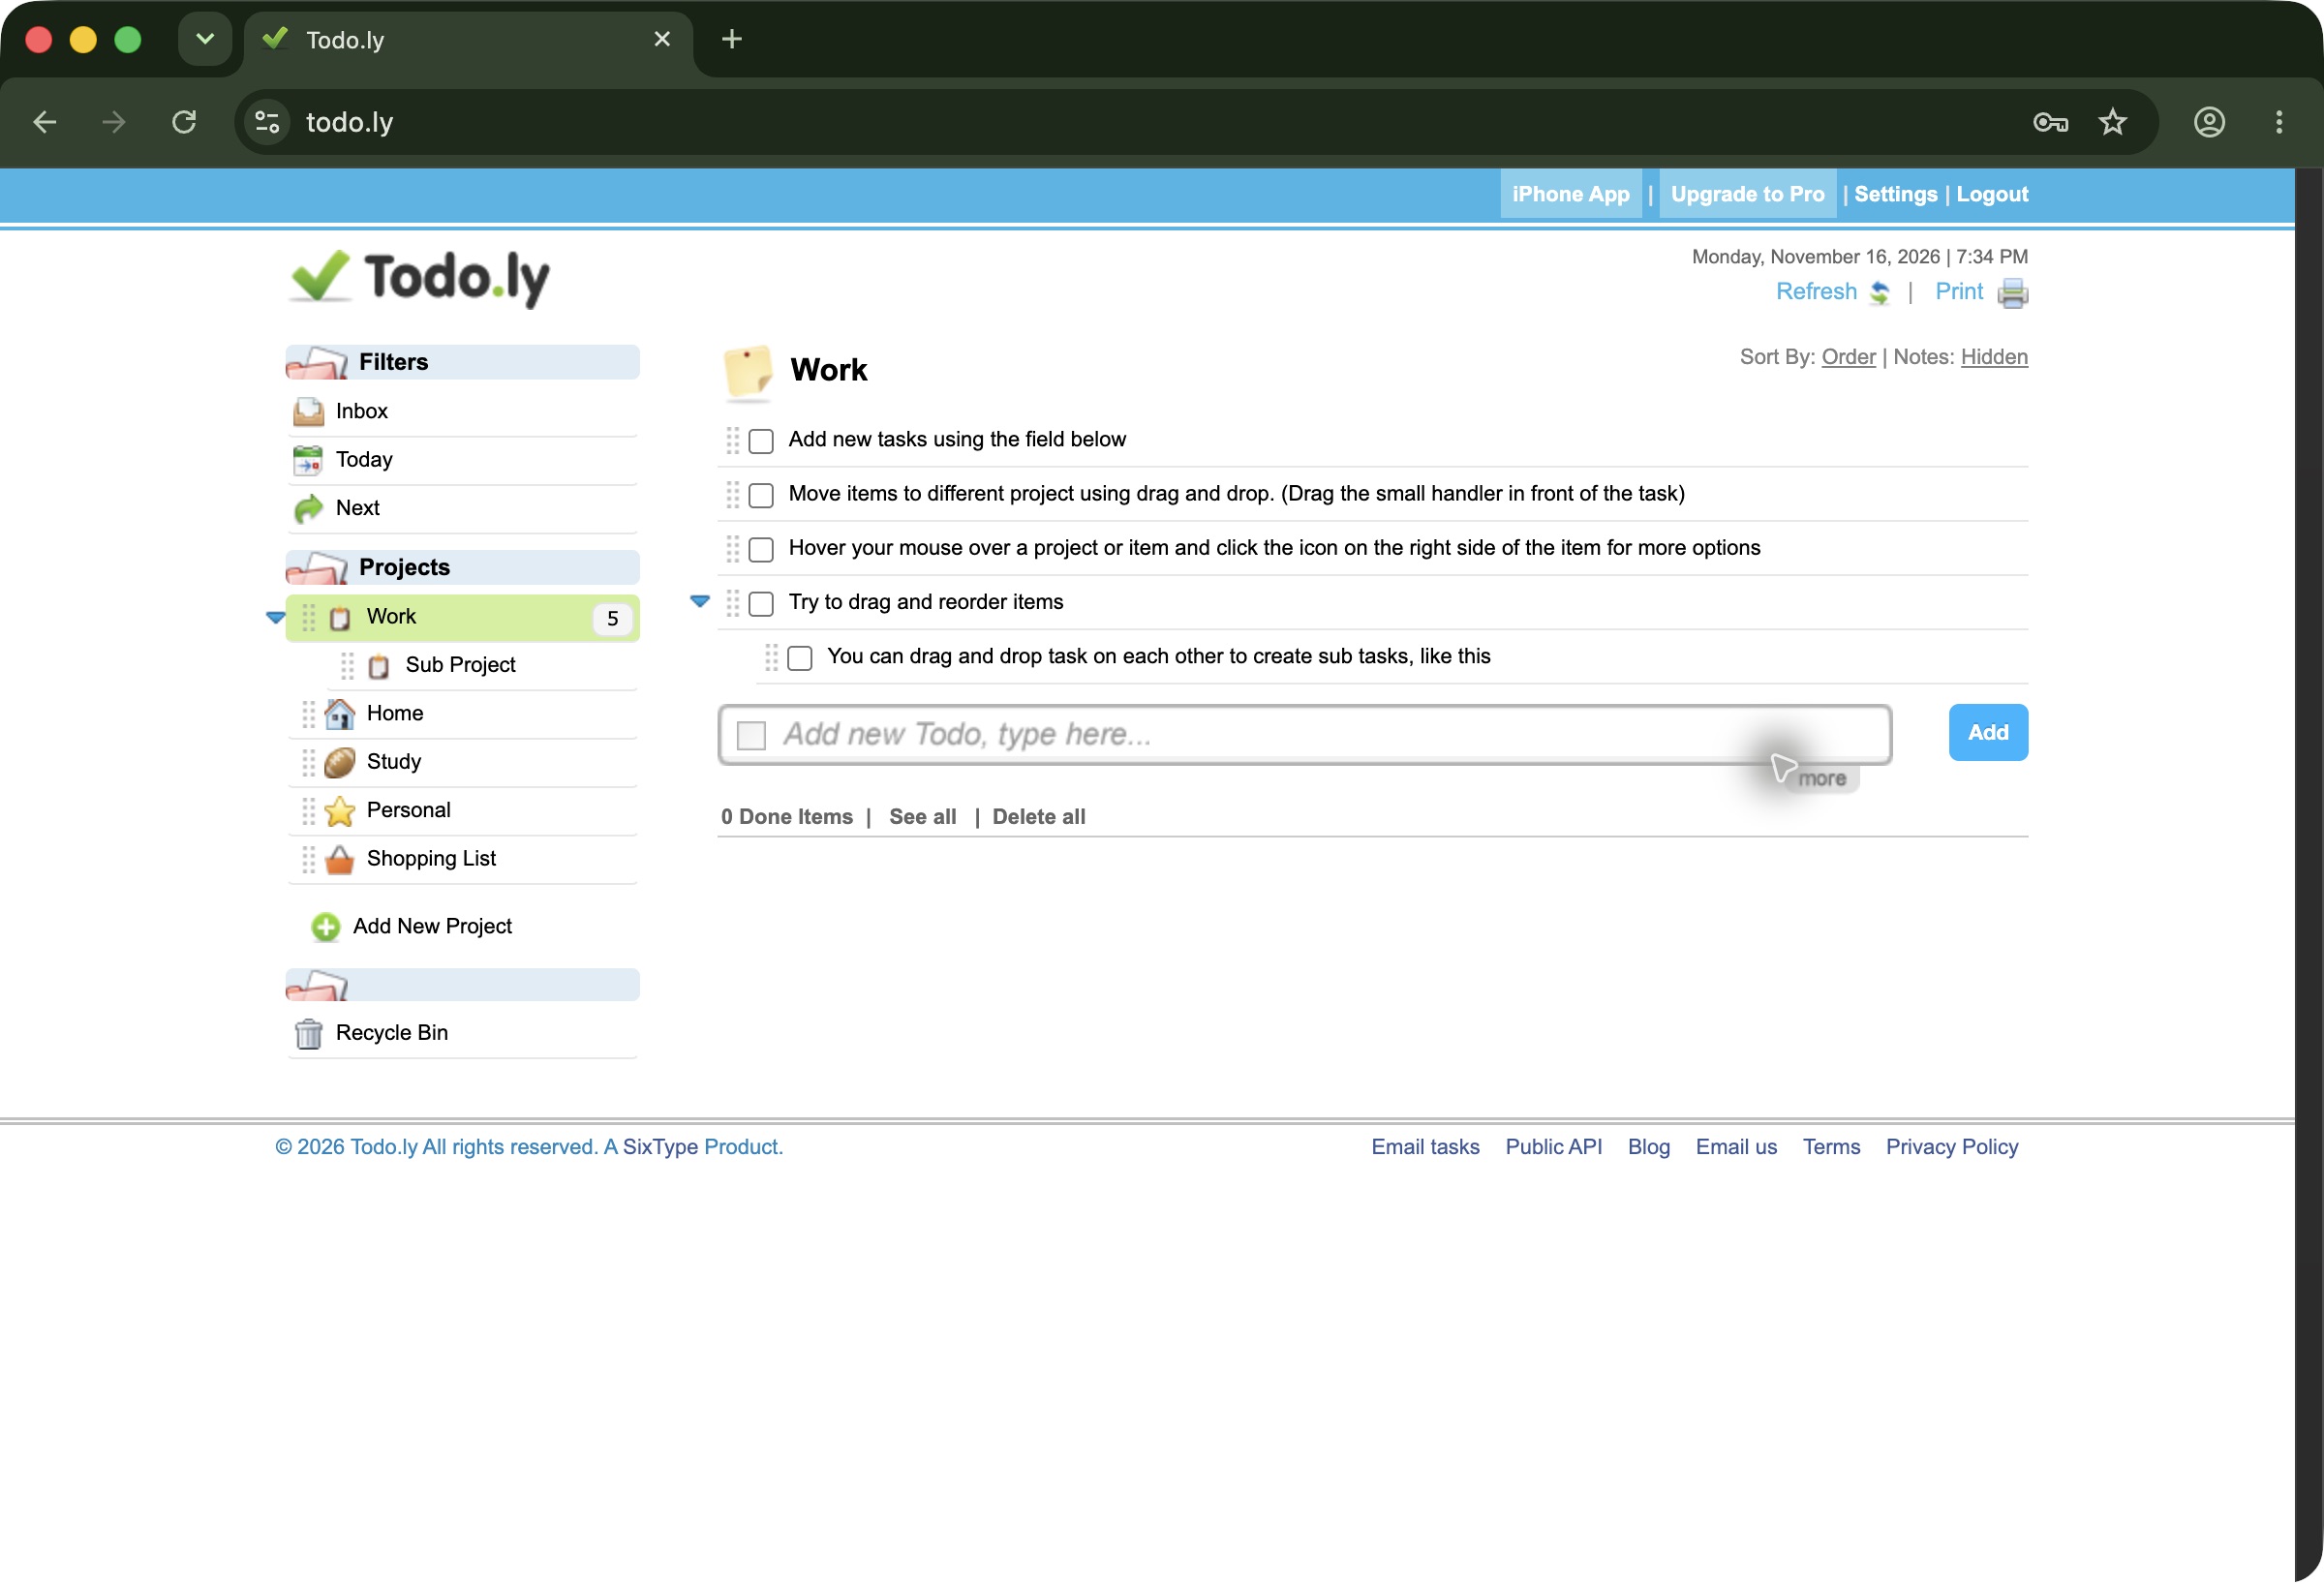 Todo.ly
todo.ly
iPhone App | Upgrade to Pro | Settings | Logout
Todo.ly
Monday, November 16, 2026 | 7:34 PM
Refresh | Print
Filters
Inbox
Today
Next
Projects
Work 5
Sub Project
Home
Study
Personal
Shopping List
Add New Project
Recycle Bin
Work
Sort By: Order | Notes: Hidden
Add new tasks using the field below
Move items to different project using drag and drop. (Drag the small handler in front of the task)
Hover your mouse over a project or item and click the icon on the right side of the item for more options
Try to drag and reorder items
You can drag and drop task on each other to create sub tasks, like this
Add new Todo, type here...
Add
more
0 Done Items | See all | Delete all
© 2026 Todo.ly All rights reserved. A SixType Product.
Email tasks Public API Blog Email us Terms Privacy Policy